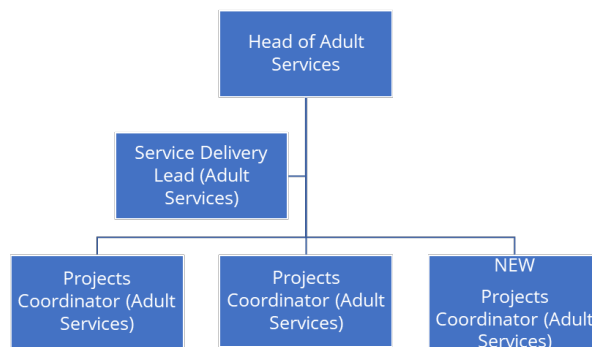 Head of Adult
Services
Service Delivery
Lead (Adult
Services)
Projects
Coordinator (Adult
Services)
Projects
Coordinator (Adult
Services)
NEW
Projects
Coordinator (Adult
Services)